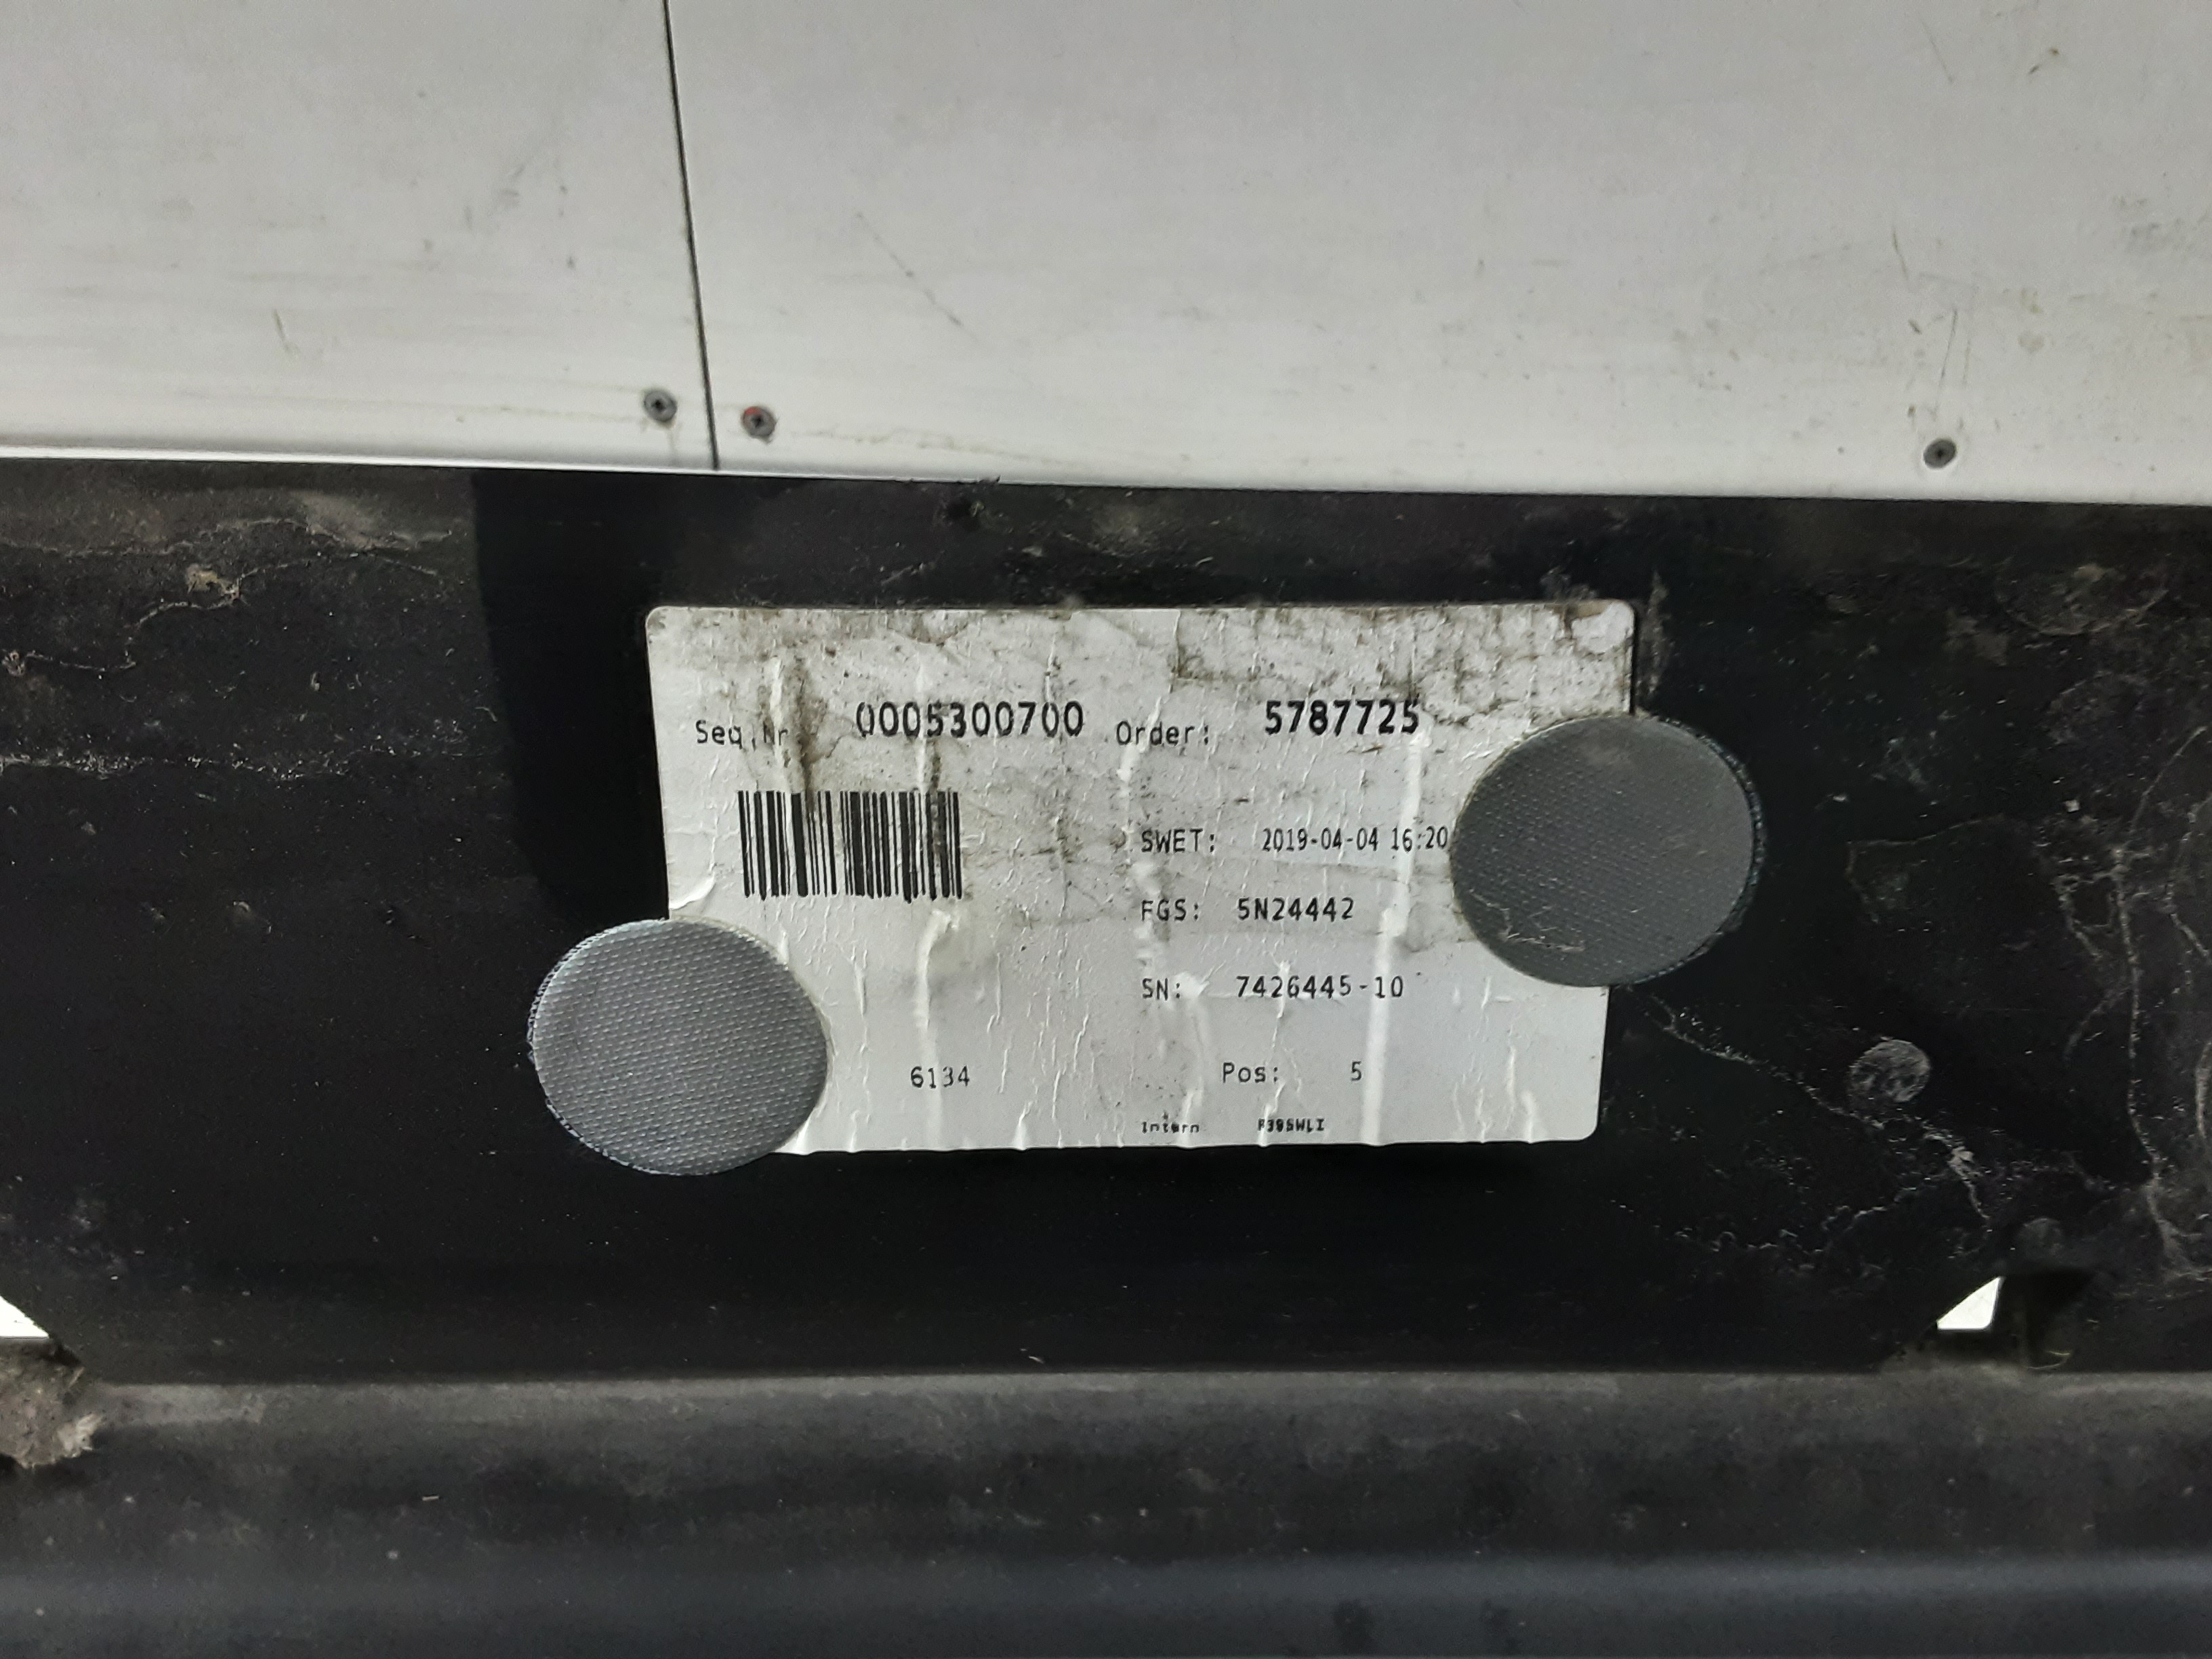 Seq.Nr 0005300700 Order: 5787725
SWET: 2019-04-04 16:20
FGS: 5N24442
SN: 7426445-10
6134 Pos: 5
Intern